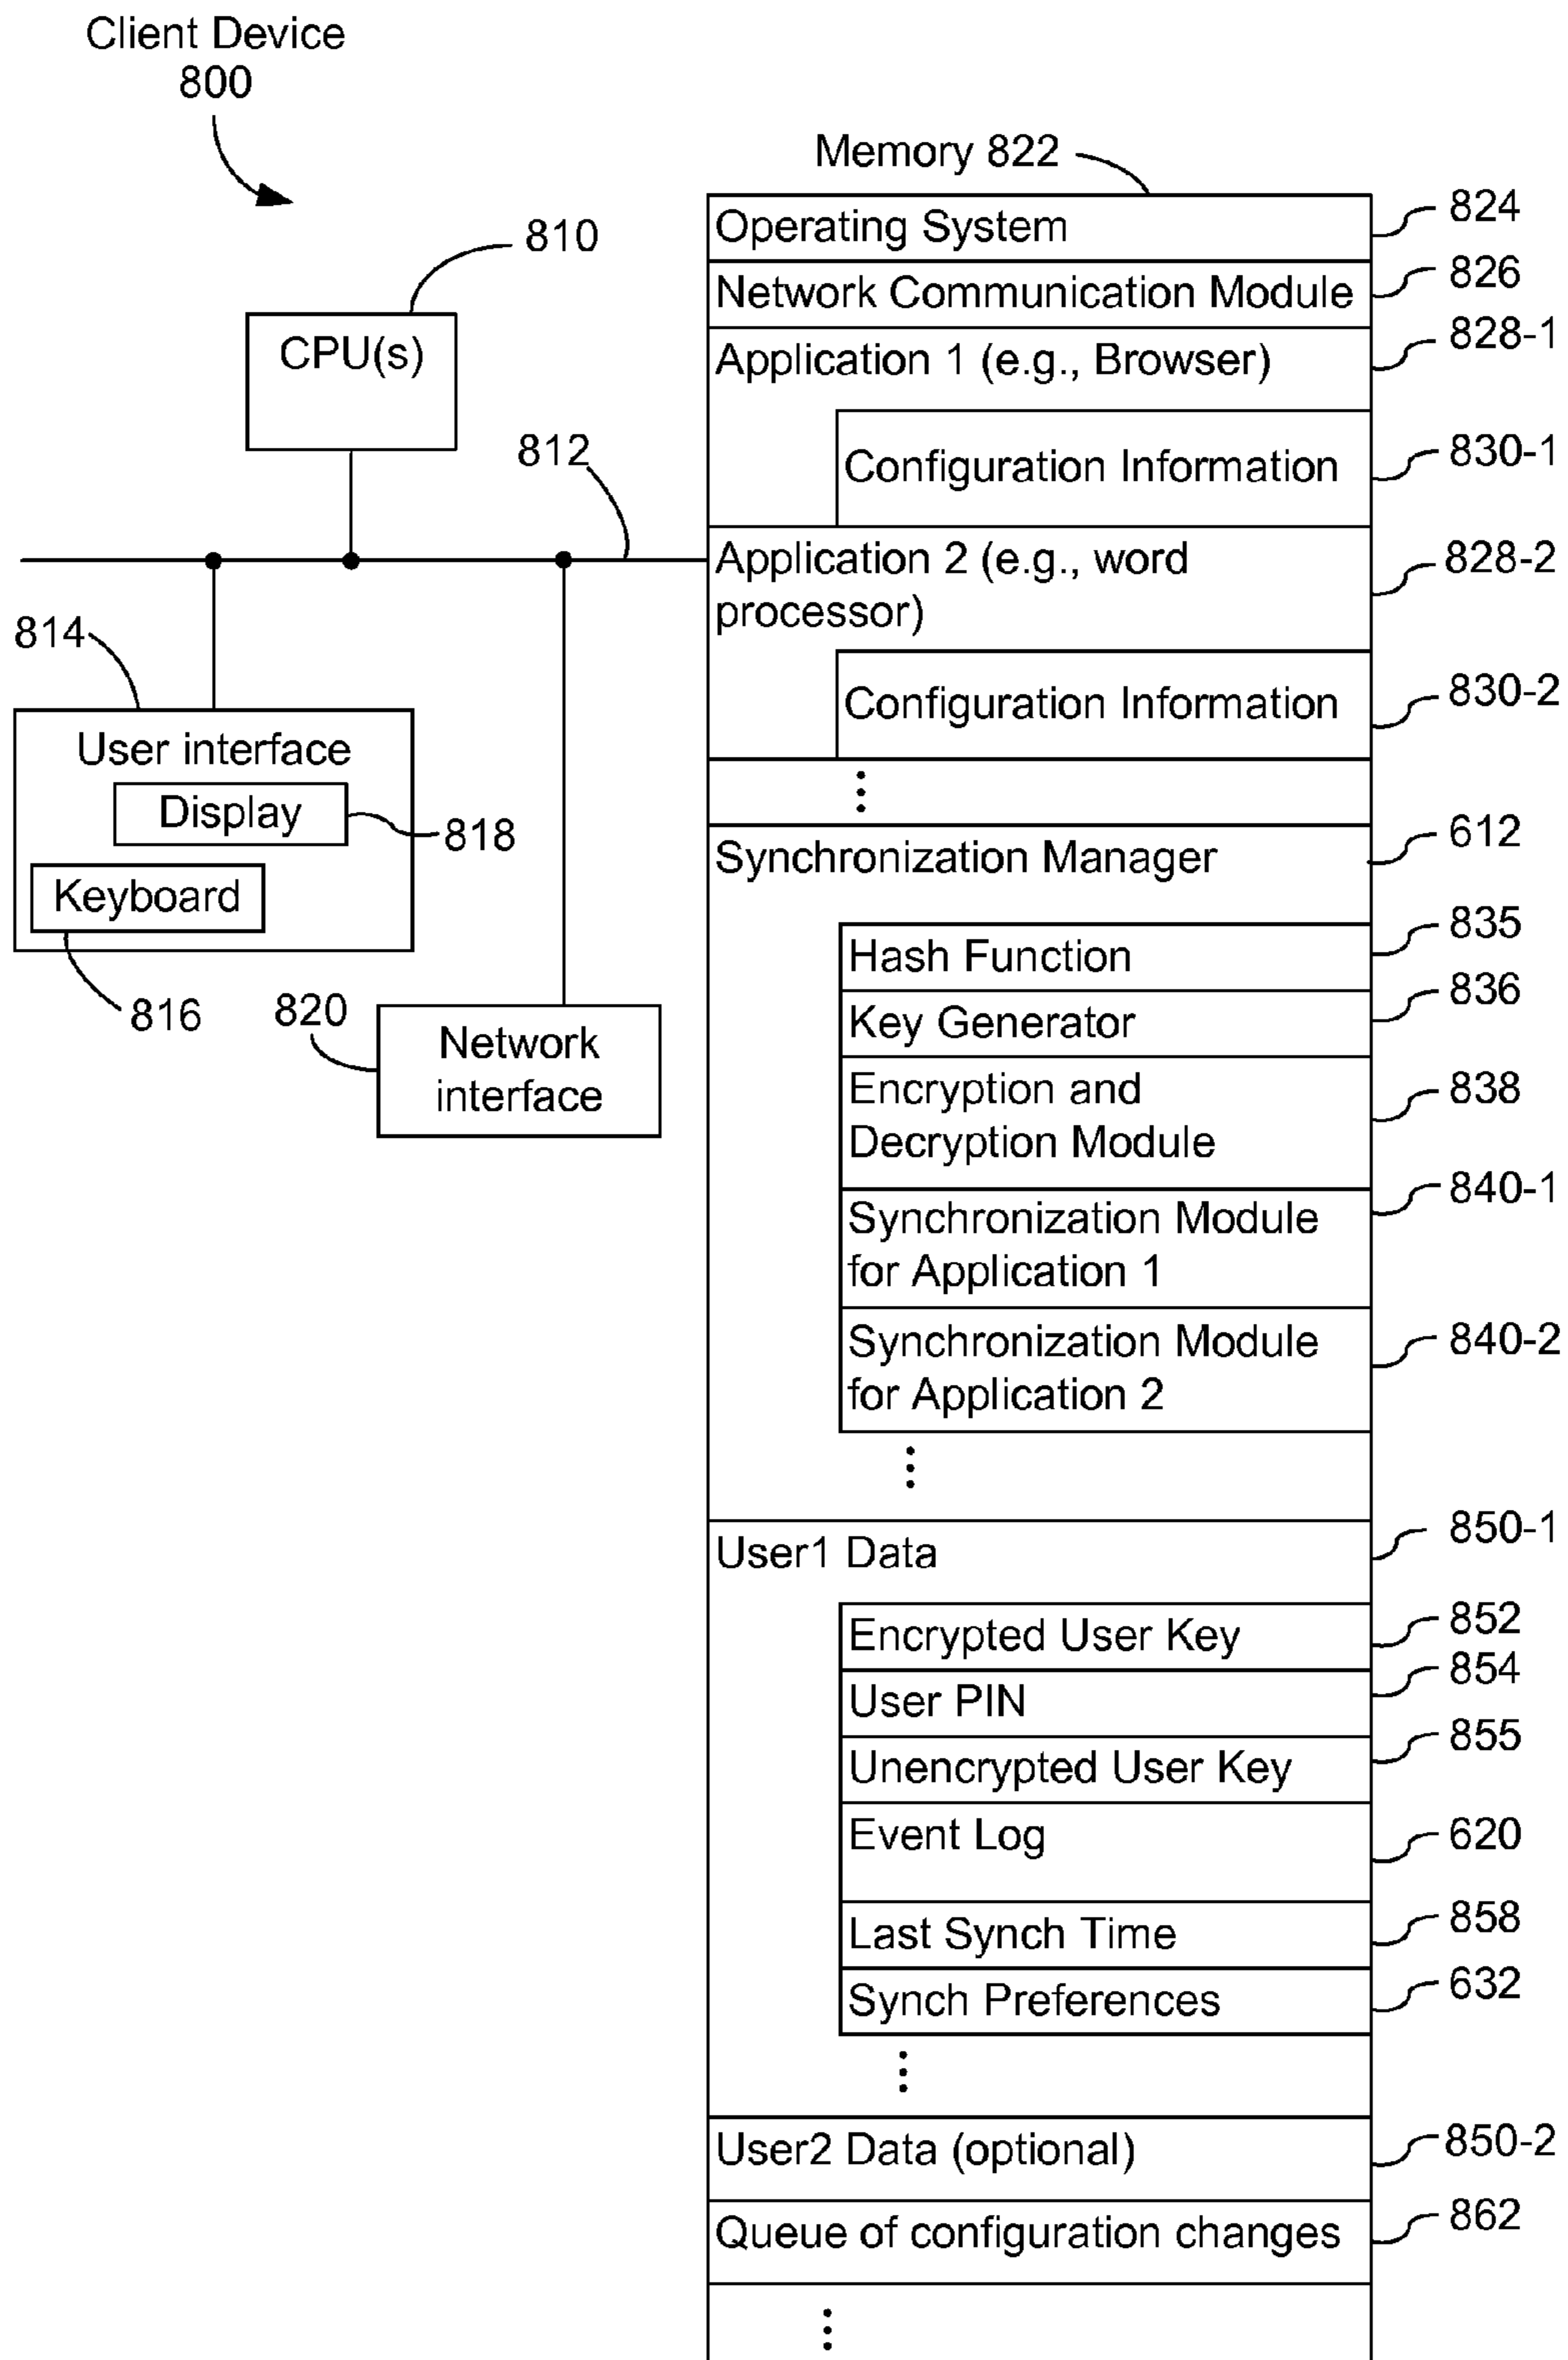 Client Device
800
Memory 822
810
CPU(s)
812
814
User interface
Display
818
Keyboard
816
820
Network
interface
Operating System
824
Network Communication Module
826
Application 1 (e.g., Browser)
828-1
Configuration Information
830-1
Application 2 (e.g., word
processor)
828-2
Configuration Information
830-2
Synchronization Manager
612
Hash Function
835
Key Generator
836
Encryption and
Decryption Module
838
Synchronization Module
for Application 1
840-1
Synchronization Module
for Application 2
840-2
User1 Data
850-1
Encrypted User Key
852
User PIN
854
Unencrypted User Key
855
Event Log
620
Last Synch Time
858
Synch Preferences
632
User2 Data (optional)
850-2
Queue of configuration changes
862